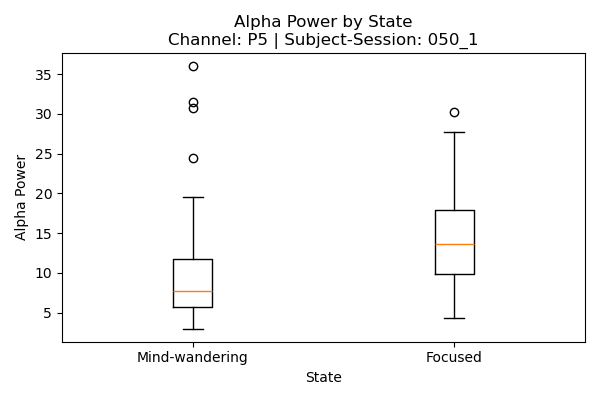 Alpha Power by State
Channel: P5 | Subject-Session: 050_1
Alpha Power
35
30
25
20
15
10
5
Mind-wandering
Focused
State